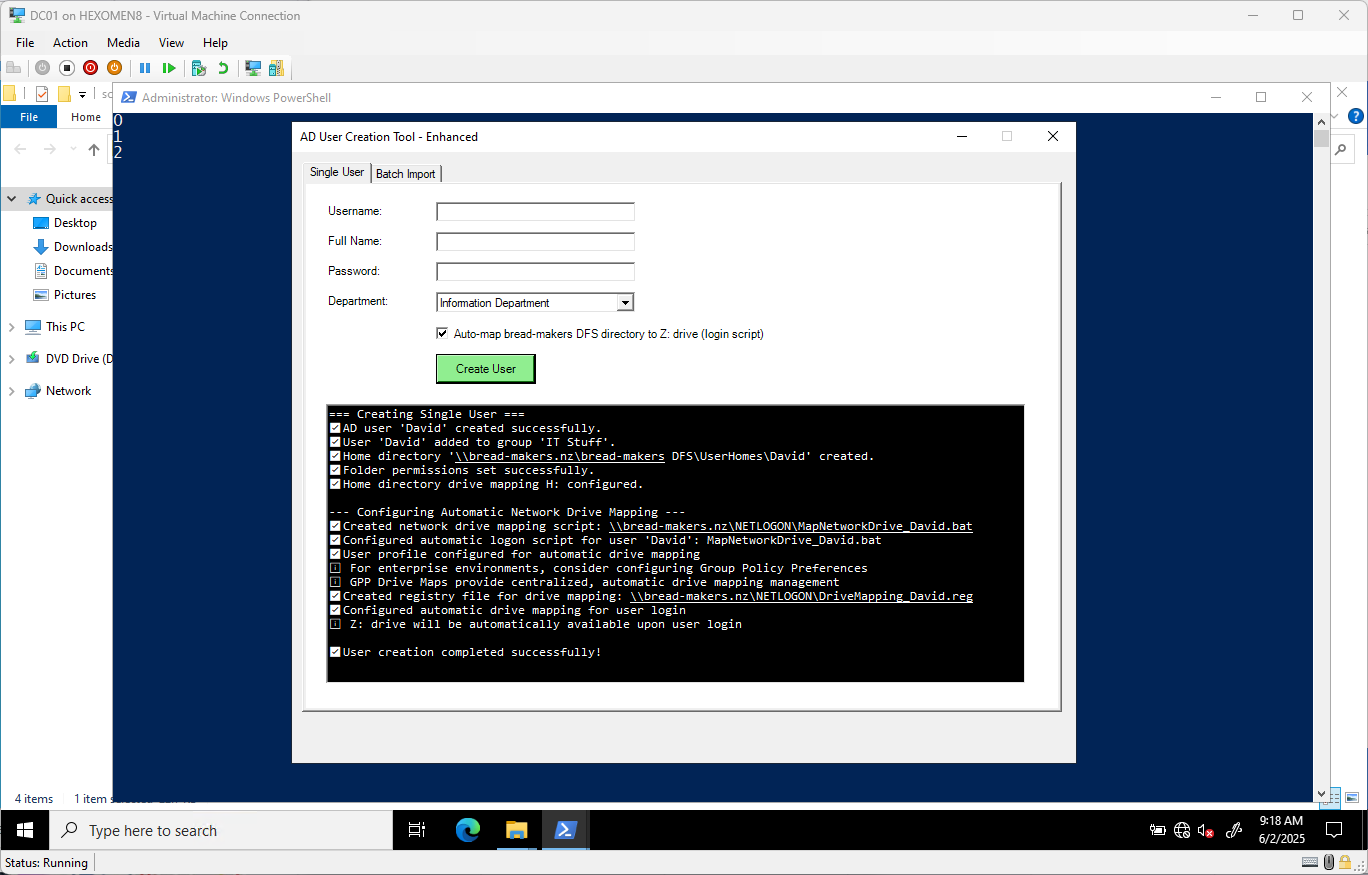 DC01 on HEXOMEN8 - Virtual Machine Connection
File Action Media View Help
Administrator: Windows PowerShell
File Home
0
1
2
Quick access
Desktop
Downloads
Documents
Pictures
This PC
DVD Drive (D
Network
AD User Creation Tool - Enhanced
Single User Batch Import
Username:
Full Name:
Password:
Department: Information Department
Auto-map bread-makers DFS directory to Z: drive (login script)
Create User
=== Creating Single User ===
AD user 'David' created successfully.
User 'David' added to group 'IT Stuff'.
Home directory '\\bread-makers.nz\bread-makers DFS\UserHomes\David' created.
Folder permissions set successfully.
Home directory drive mapping H: configured.
--- Configuring Automatic Network Drive Mapping ---
Created network drive mapping script: \\bread-makers.nz\NETLOGON\MapNetworkDrive_David.bat
Configured automatic logon script for user 'David': MapNetworkDrive_David.bat
User profile configured for automatic drive mapping
For enterprise environments, consider configuring Group Policy Preferences
GPP Drive Maps provide centralized, automatic drive mapping management
Created registry file for drive mapping: \\bread-makers.nz\NETLOGON\DriveMapping_David.reg
Configured automatic drive mapping for user login
Z: drive will be automatically available upon user login
User creation completed successfully!
4 items 1 item
Type here to search
9:18 AM
6/2/2025
Status: Running